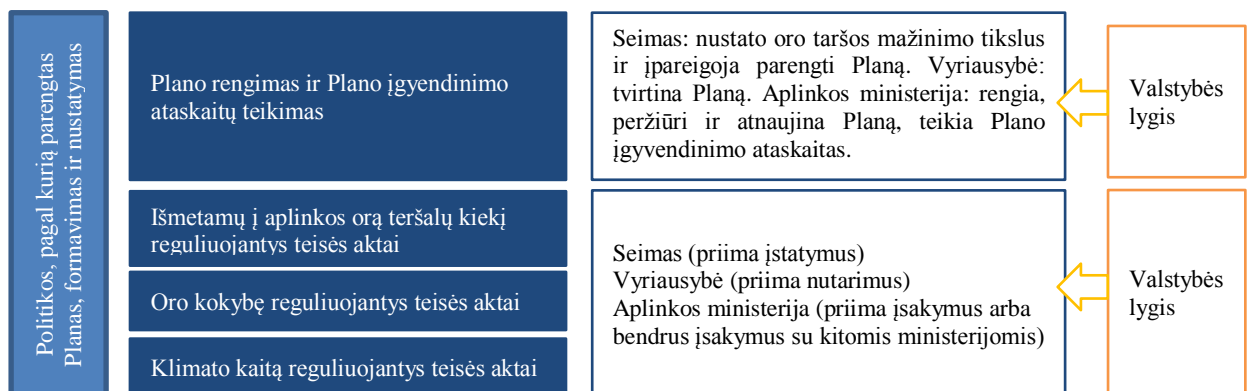 Politikos, pagal kurią parengtas
Planas, formavimas ir nustatymas
Plano rengimas ir Plano įgyendinimo
ataskaitų teikimas
Seimas: nustato oro taršos mažinimo tikslus
ir įpareigoja parengti Planą. Vyriausybė:
tvirtina Planą. Aplinkos ministerija: rengia,
peržiūri ir atnaujina Planą, teikia Plano
įgyvendinimo ataskaitas.
Valstybės
lygis
Išmetamų į aplinkos orą teršalų kiekį
reguliuojantys teisės aktai
Oro kokybę reguliuojantys teisės aktai
Klimato kaitą reguliuojantys teisės aktai
Seimas (priima įstatymus)
Vyriausybė (priima nutarimus)
Aplinkos ministerija (priima įsakymus arba
bendrus įsakymus su kitomis ministerijomis)
Valstybės
lygis